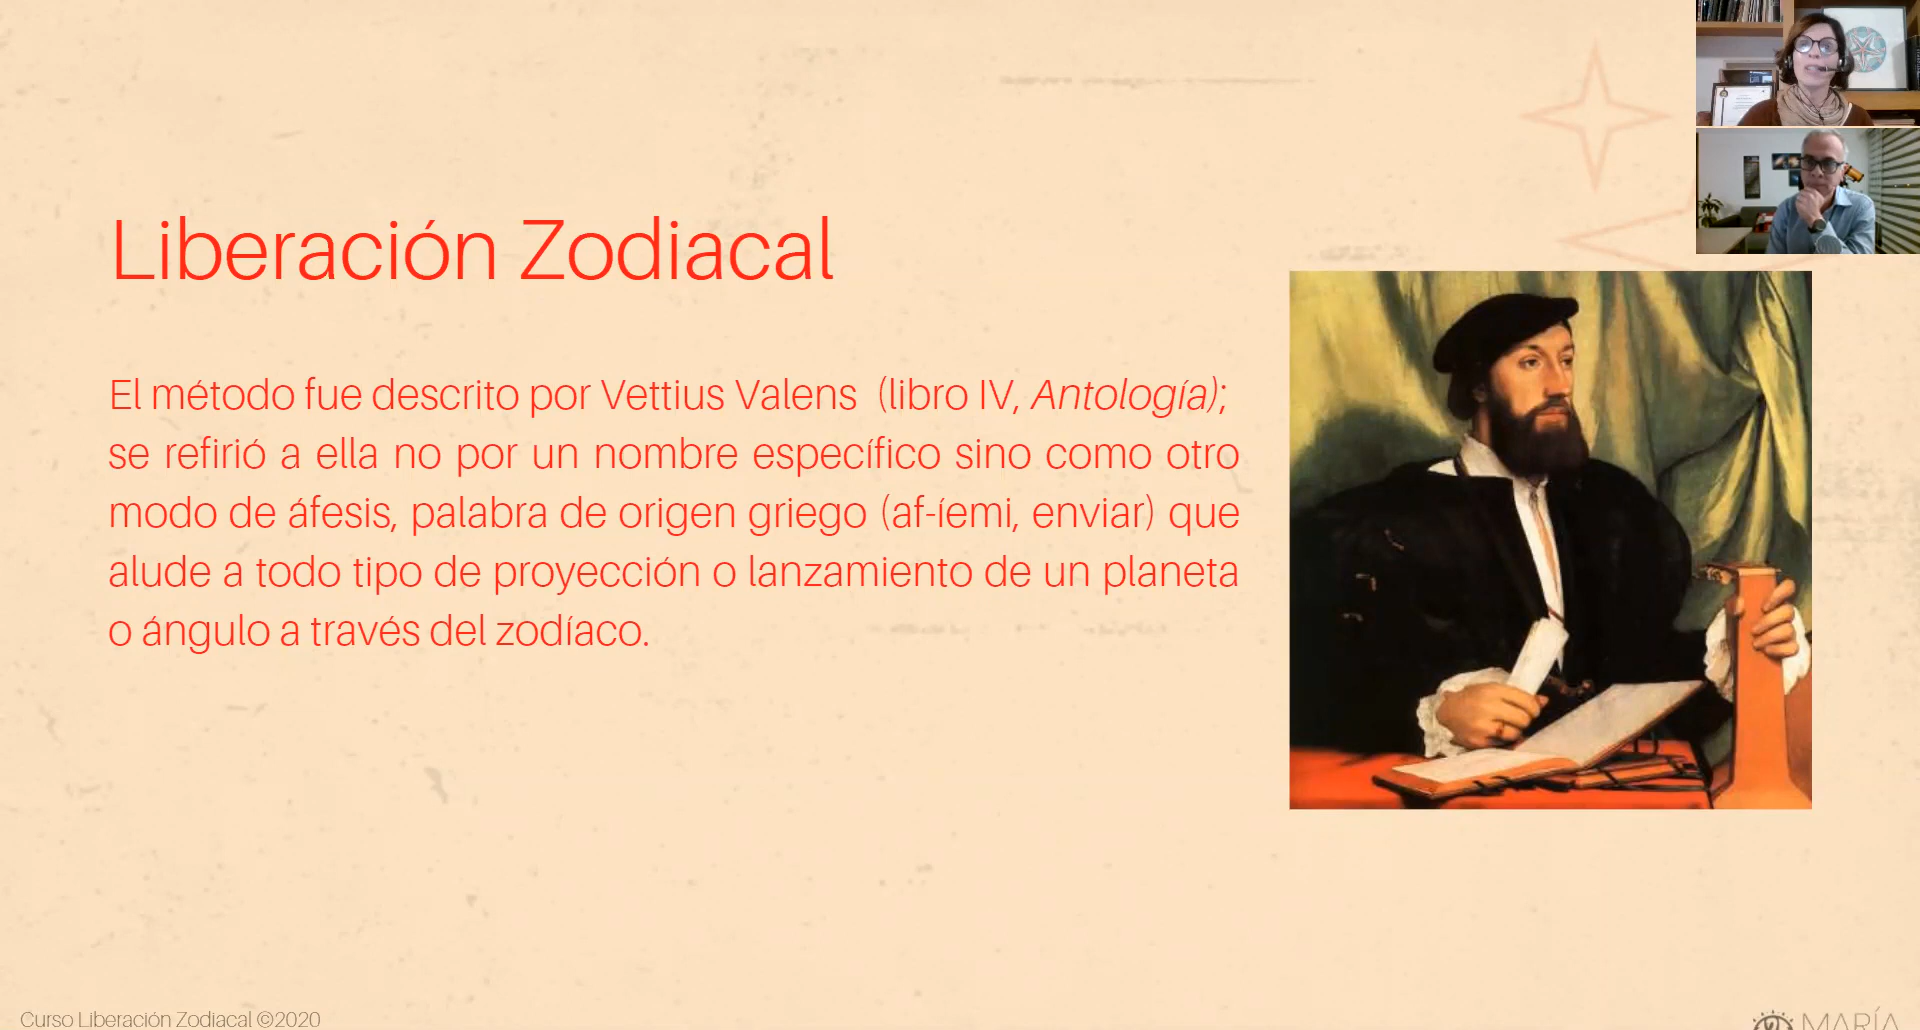 Liberación Zodiacal
El método fue descrito por Vettius Valens (libro IV, Antología);
se refirió a ella no por un nombre específico sino como otro
modo de áfesis, palabra de origen griego (af-íemi, enviar) que
alude a todo tipo de proyección o lanzamiento de un planeta
o ángulo a través del zodíaco.
Curso Liberación Zodiacal ©2020
MARÍA